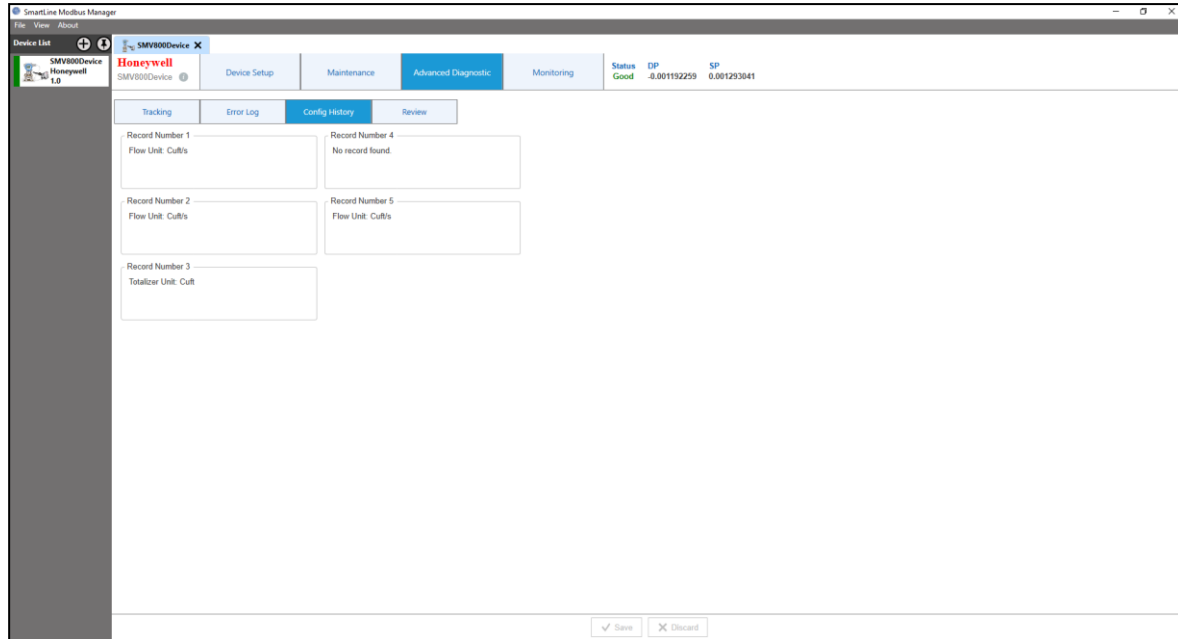 SmartLine Modbus Manager
File View About
Device List
SMV800Device
Honeywell
1.0
SMV800Device
Honeywell
SMV800Device
Device Setup
Maintenance
Advanced Diagnostic
Monitoring
Status DP SP
Good -0.001192259 0.001293041
Tracking
Error Log
Config History
Review
Record Number 1
Flow Unit: Cuft/s
Record Number 4
No record found.
Record Number 2
Flow Unit: Cuft/s
Record Number 5
Flow Unit: Cuft/s
Record Number 3
Totalizer Unit: Cuft
Save
Discard